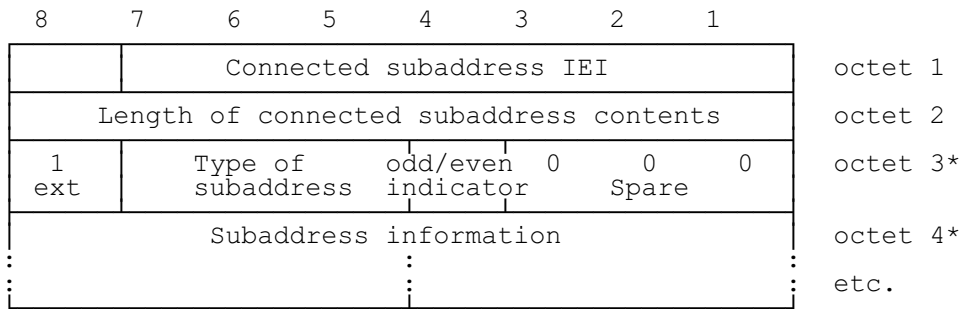 8 7 6 5 4 3 2 1
Connected subaddress IEI octet 1
Length of connected subaddress contents octet 2
1 Type of odd/even 0 0 0 octet 3*
ext subaddress indicator Spare
Subaddress information octet 4*
: : :
: : : etc.